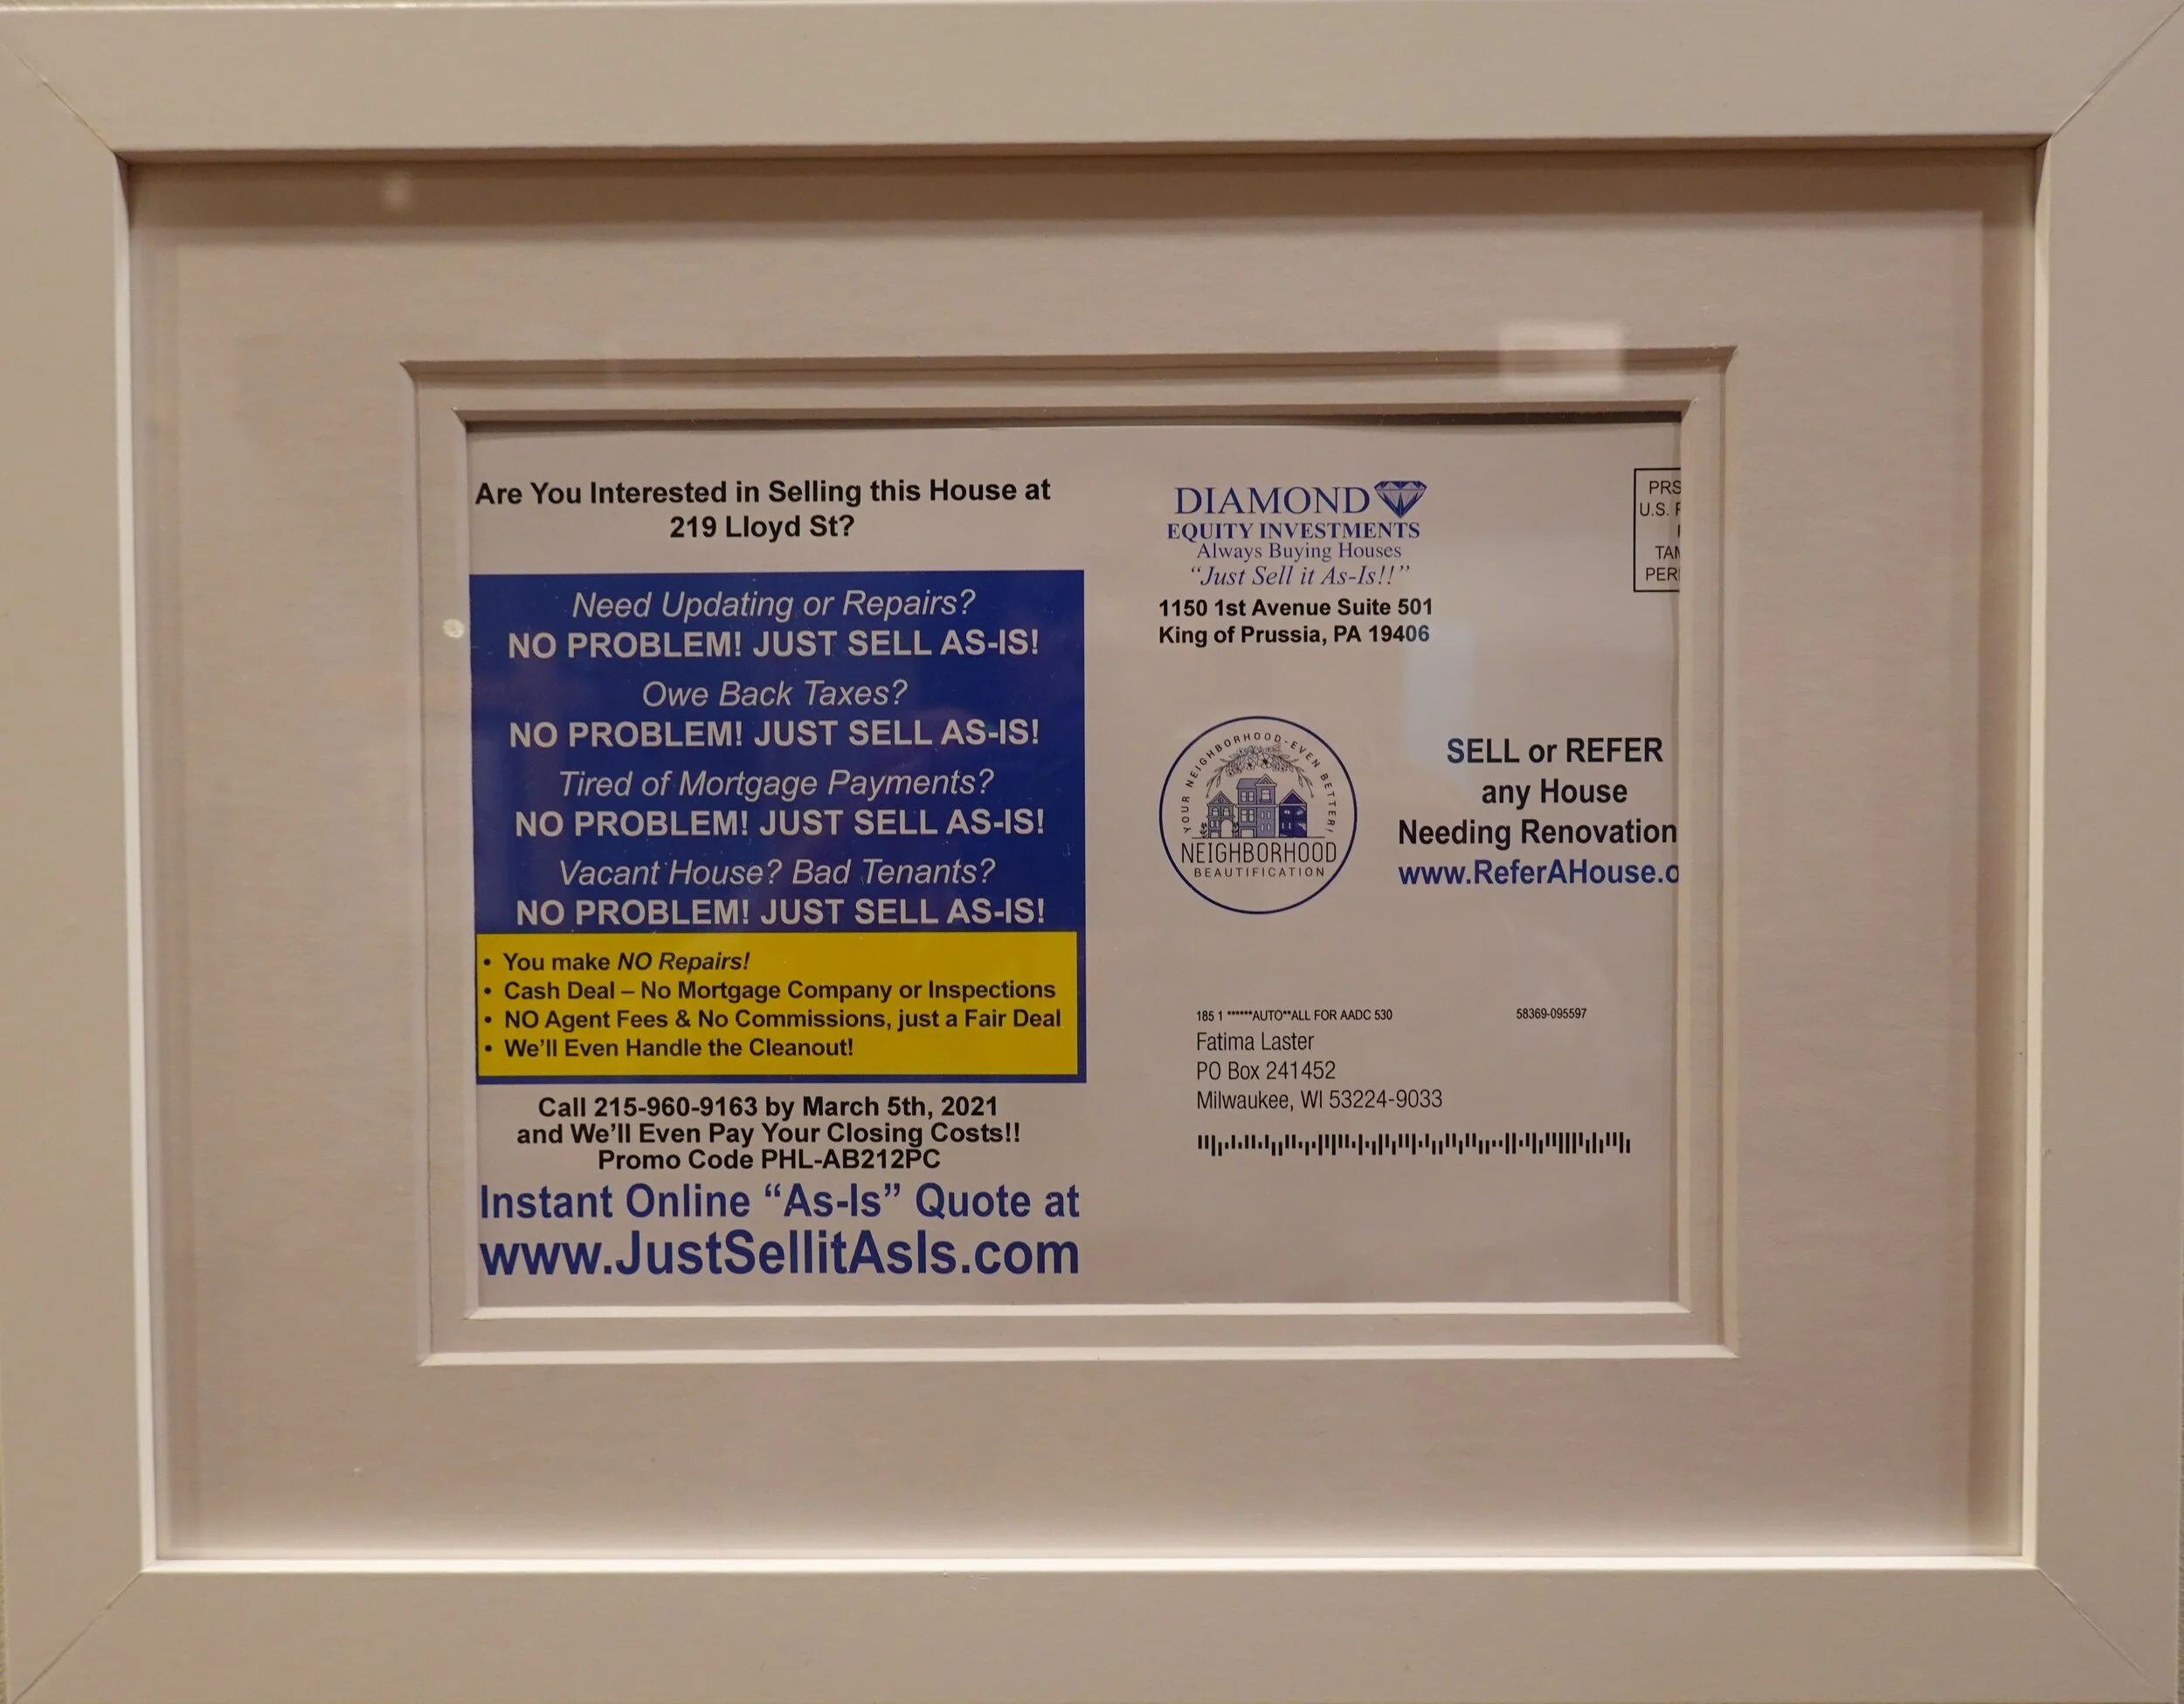 Are You Interested in Selling this House at
219 Lloyd St?
Need Updating or Repairs?
NO PROBLEM! JUST SELL AS-IS!
Owe Back Taxes?
NO PROBLEM! JUST SELL AS-IS!
Tired of Mortgage Payments?
NO PROBLEM! JUST SELL AS-IS!
Vacant House? Bad Tenants?
NO PROBLEM! JUST SELL AS-IS!
• You make NO Repairs!
• Cash Deal – No Mortgage Company or Inspections
• NO Agent Fees & No Commissions, just a Fair Deal
• We'll Even Handle the Cleanout!
Call 215-960-9163 by March 5th, 2021
and We'll Even Pay Your Closing Costs!!
Promo Code PHL-AB212PC
Instant Online “As-Is” Quote at
www.JustSellitAsIs.com
DIAMOND
EQUITY INVESTMENTS
Always Buying Houses
“Just Sell it As-Is!!”
1150 1st Avenue Suite 501
King of Prussia, PA 19406
PRS
U.S.
TAM
PER
YOUR NEIGHBORHOOD-EVEN BETTER!
NEIGHBORHOOD
BEAUTIFICATION
SELL or REFER
any House
Needing Renovation
www.ReferAHouse.c
185 1 ******AUTO**ALL FOR AADC 530
58369-095597
Fatima Laster
PO Box 241452
Milwaukee, WI 53224-9033